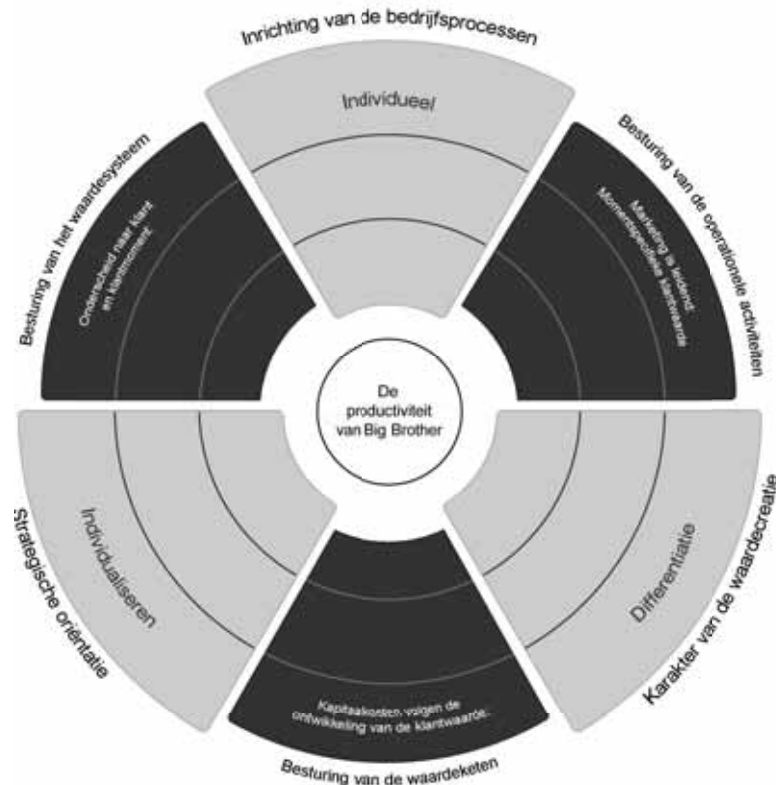 Inrichting van de bedrijfsprocessen
Individueel
Besturing van de operationele activiteiten
Marketing is leidend:
Momentspecifieke klantwaarde
Karakter van de waardecreatie
Differentiatie
Besturing van de waardeketen
Kapitaalkosten volgen de
ontwikkeling van de klantwaarde.
Strategische oriëntatie
Individualiseren
Besturing van het waardesysteem
Onderscheid naar klant
en klantmoment
De
productiviteit
van Big Brother